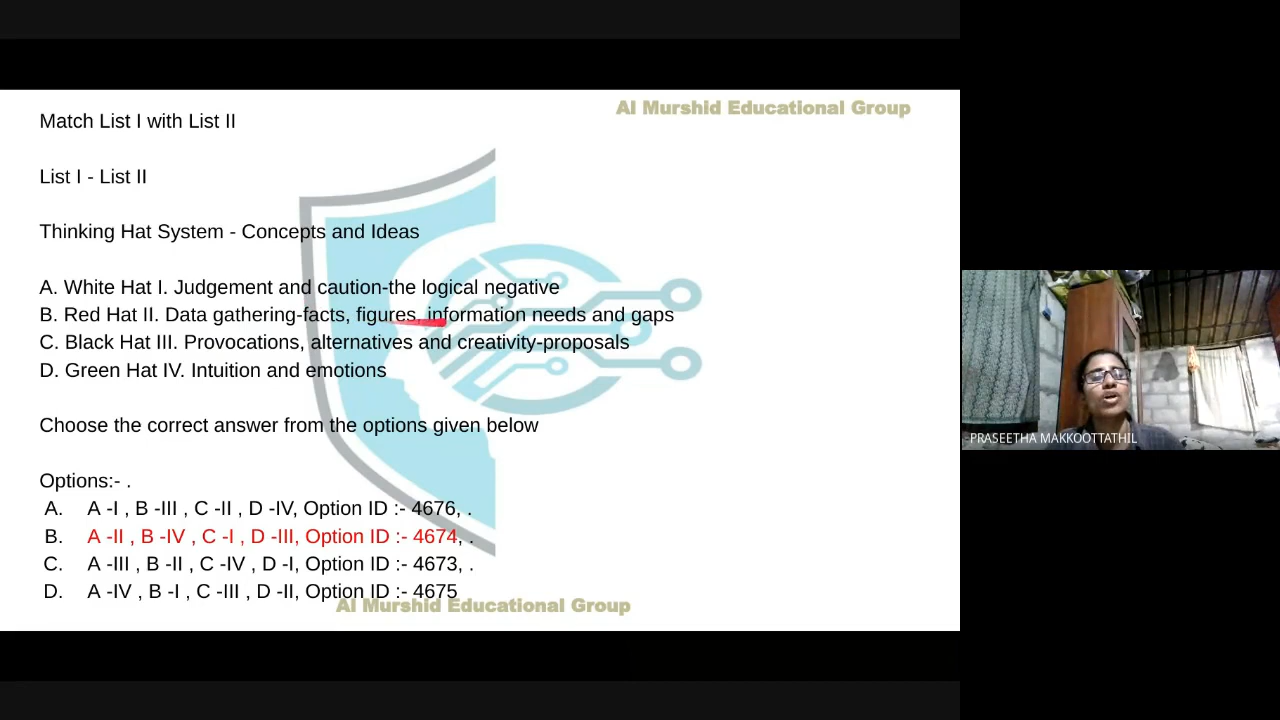 Al Murshid Educational Group
Match List I with List II
List I - List II
Thinking Hat System - Concepts and Ideas
A. White Hat I. Judgement and caution-the logical negative
B. Red Hat II. Data gathering-facts, figures, information needs and gaps
C. Black Hat III. Provocations, alternatives and creativity-proposals
D. Green Hat IV. Intuition and emotions
Choose the correct answer from the options given below
Options:- .
A. A -I , B -III , C -II , D -IV, Option ID :- 4676, .
B. A -II , B -IV , C -I , D -III, Option ID :- 4674, .
C. A -III , B -II , C -IV , D -I, Option ID :- 4673, .
D. A -IV , B -I , C -III , D -II, Option ID :- 4675
Al Murshid Educational Group
PRASEETHA MAKKOOTTATHIL